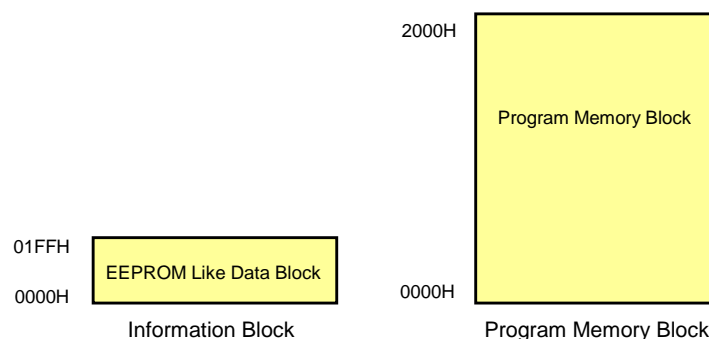 2000H
Program Memory Block
01FFH
EEPROM Like Data Block
0000H
0000H
Information Block
Program Memory Block